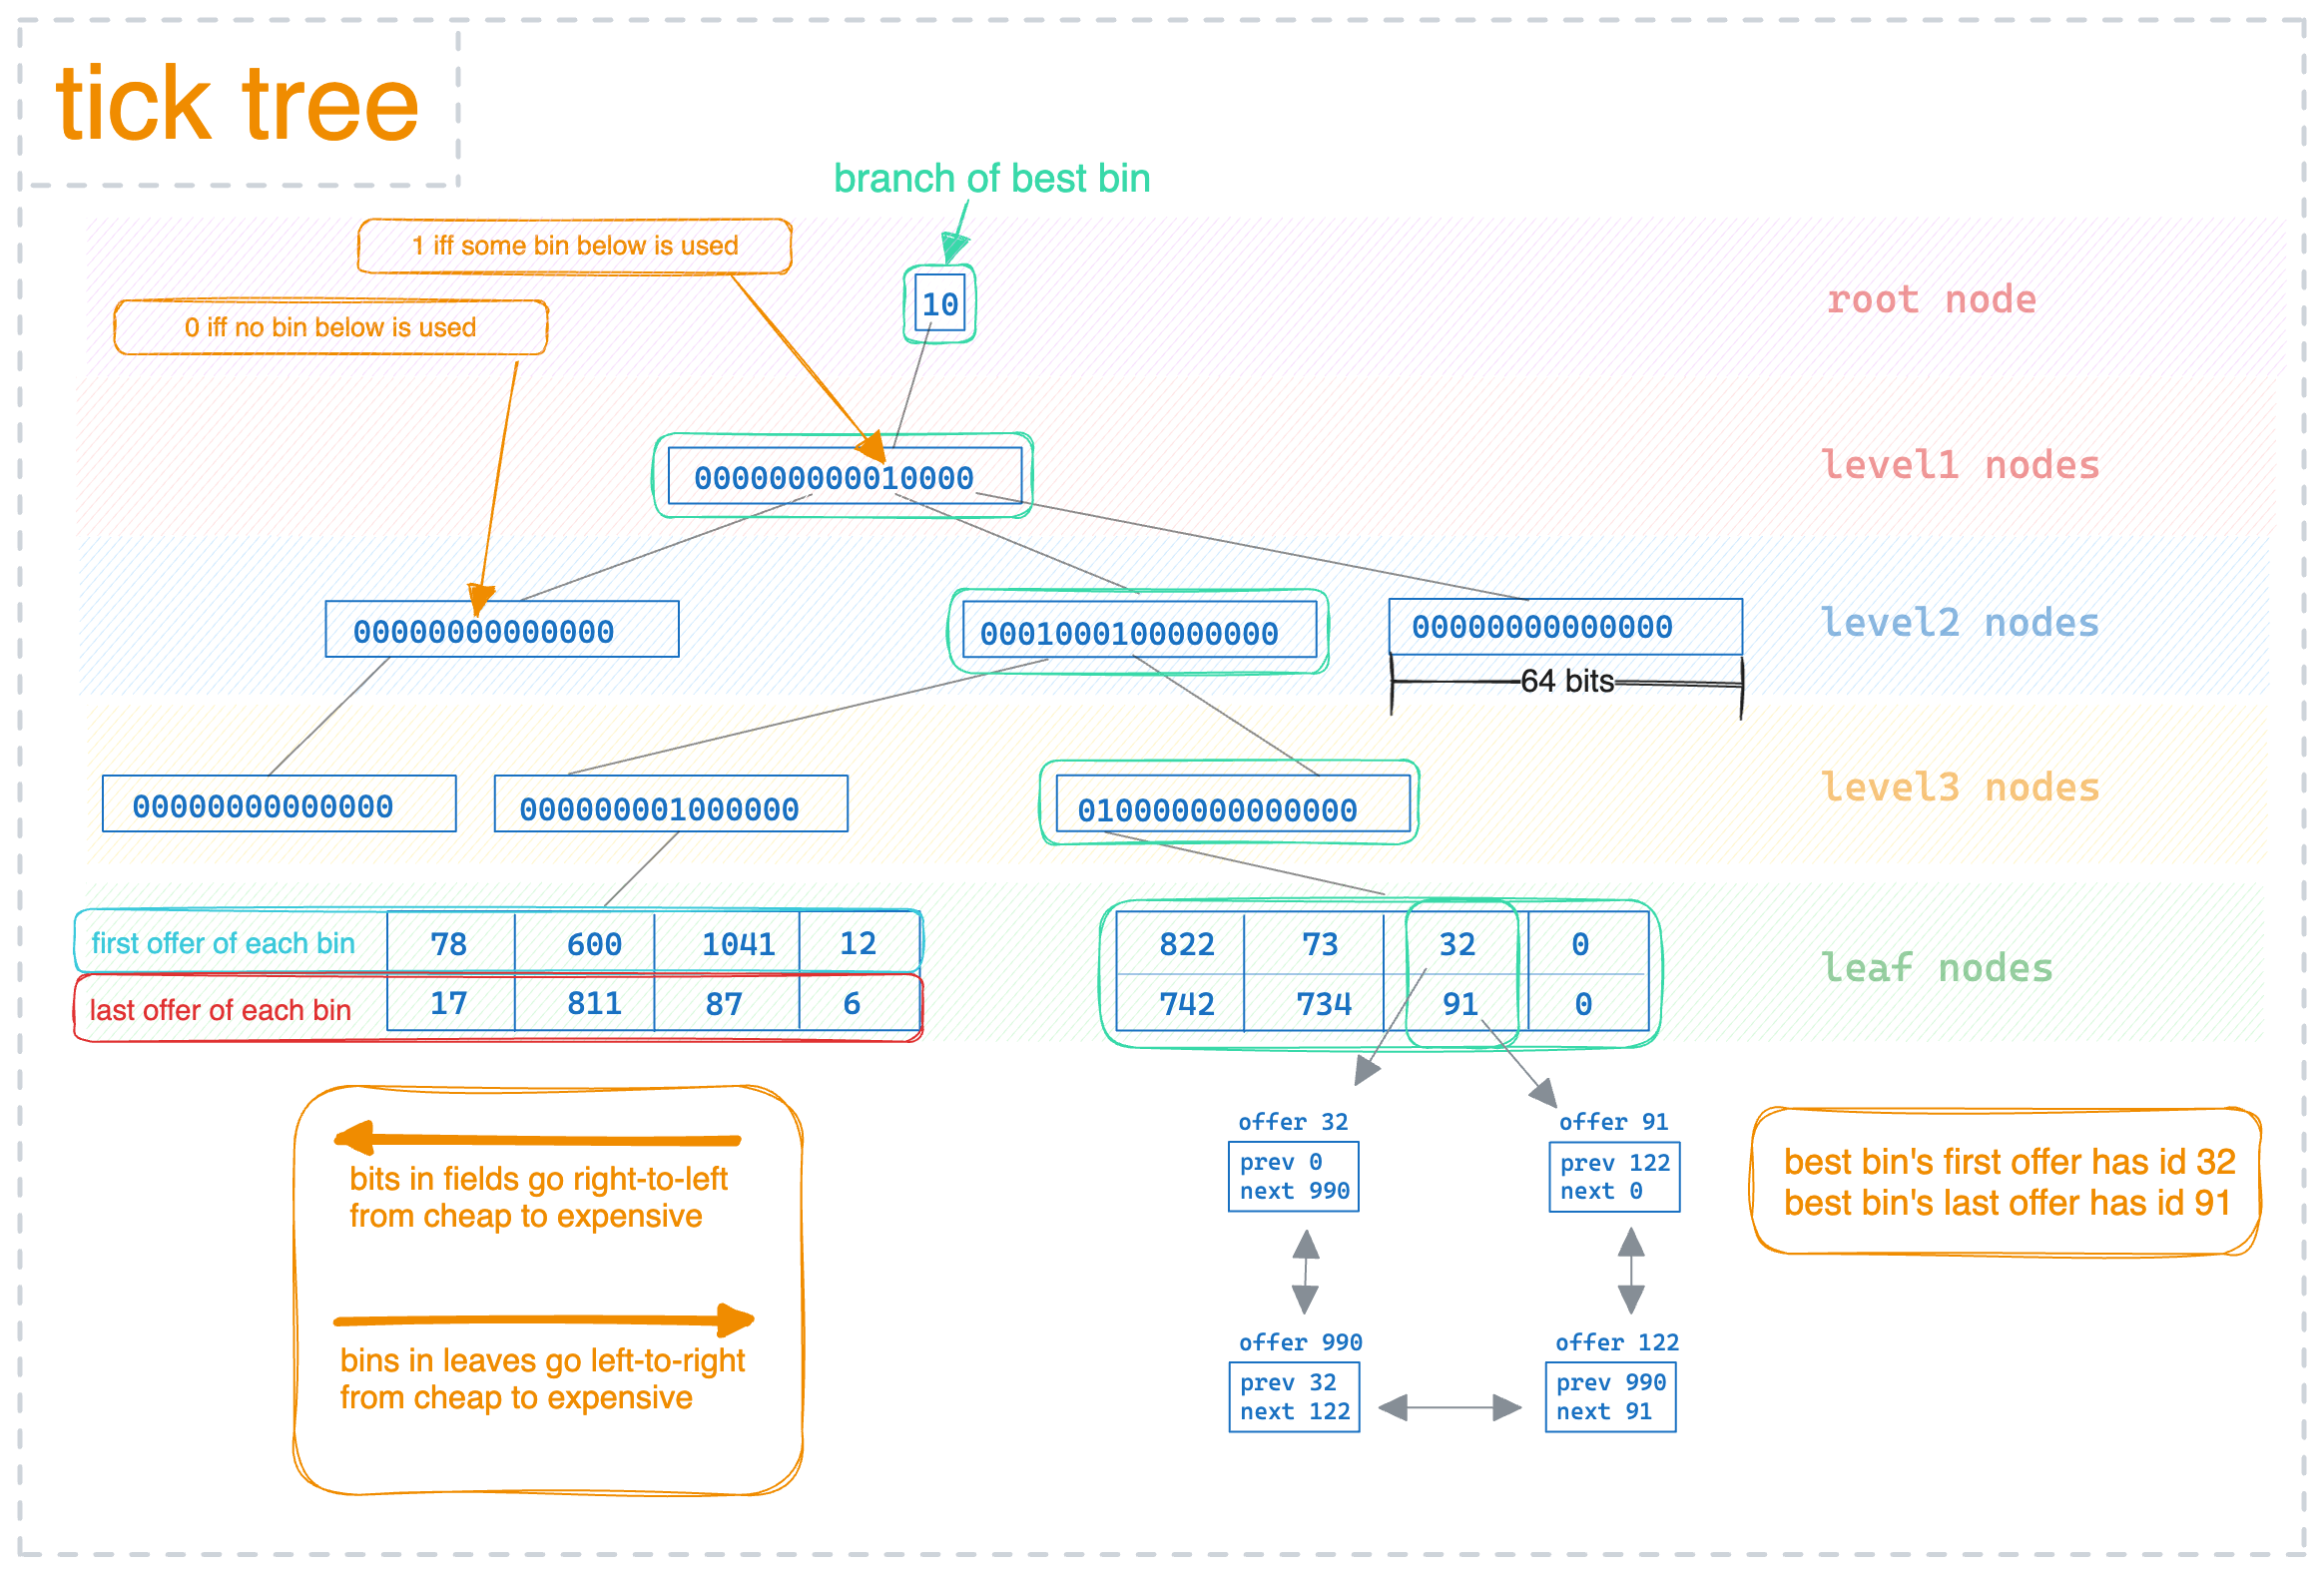 tick tree
branch of best bin
1 iff some bin below is used
10
root node
0 iff no bin below is used
000000000010000
level1 nodes
00000000000000
0001000100000000
00000000000000
level2 nodes
64 bits
00000000000000
000000001000000
010000000000000
level3 nodes
first offer of each bin 78 600 1041 12
last offer of each bin 17 811 87 6
822 73 32 0
742 734 91 0
leaf nodes
bits in fields go right-to-left
from cheap to expensive
bins in leaves go left-to-right
from cheap to expensive
offer 32
prev 0
next 990
offer 91
prev 122
next 0
offer 990
prev 32
next 122
offer 122
prev 990
next 91
best bin's first offer has id 32
best bin's last offer has id 91